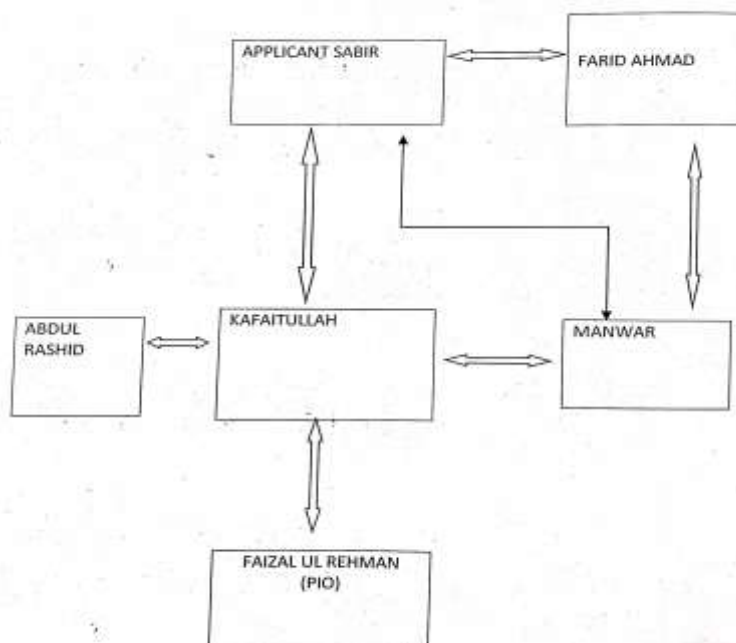 APPLICANT SABIR
FARID AHMAD
ABDUL
RASHID
KAFAITULLAH
MANWAR
FAIZAL UL REHMAN
(PIO)